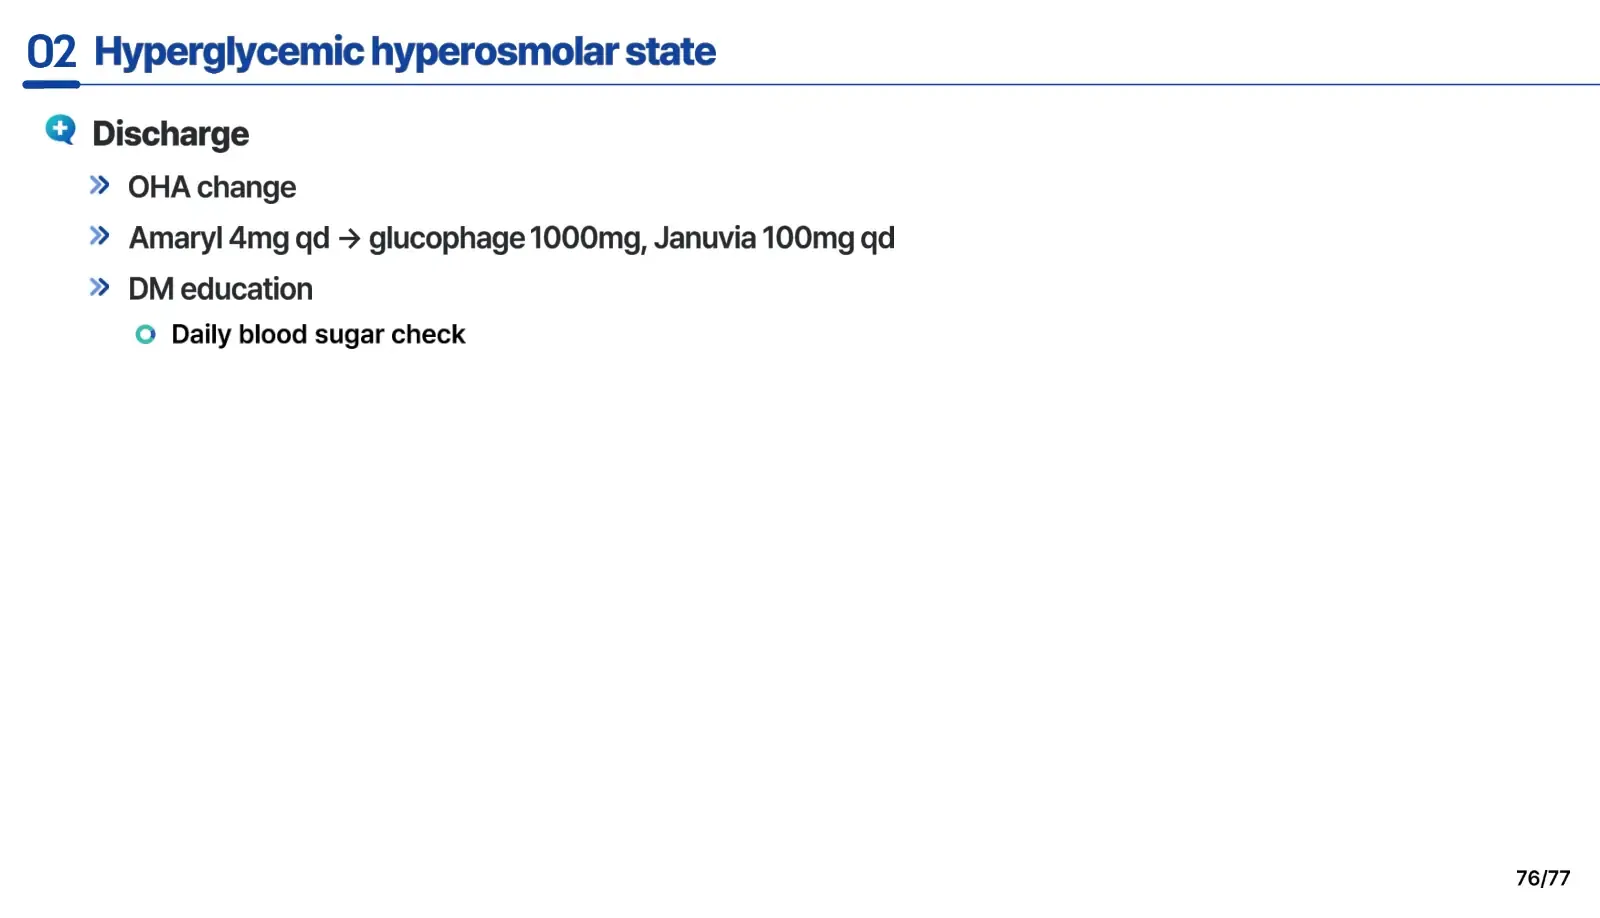 02 Hyperglycemic hyperosmolar state
Discharge
OHA change
Amaryl 4mg qd → glucophage 1000mg, Januvia 100mg qd
DM education
Daily blood sugar check
76/77